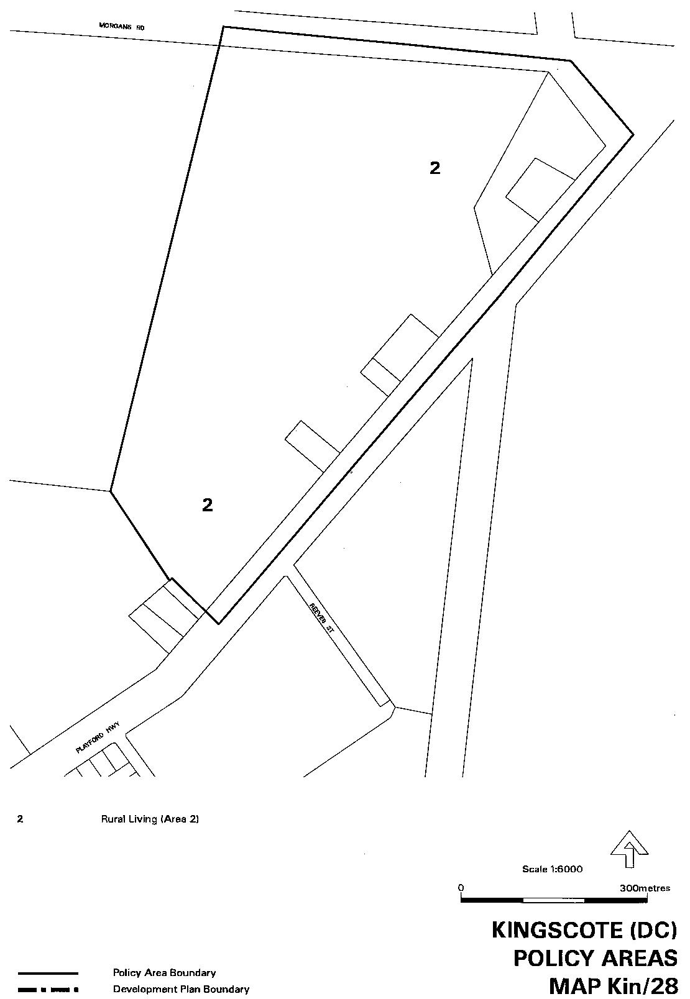 MORGANS RD
2
2
REEVES ST
PLAYFORD HWY
2 Rural Living (Area 2)
Scale 1:6000
0 300metres
KINGSCOTE (DC)
POLICY AREAS
MAP Kin/28
Policy Area Boundary
Development Plan Boundary